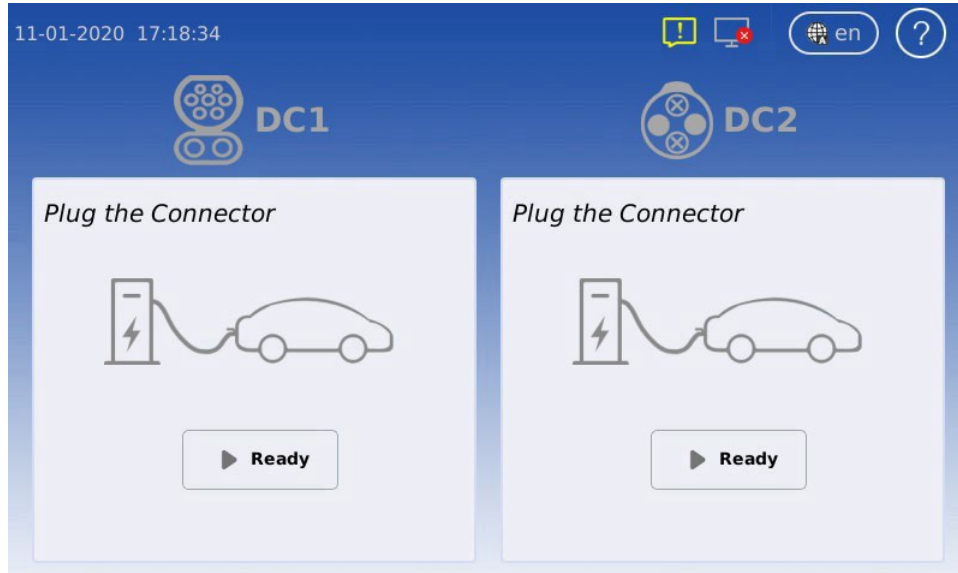 11-01-2020 17:18:34
! en ?
DC1
DC2
Plug the Connector
Plug the Connector
Ready
Ready